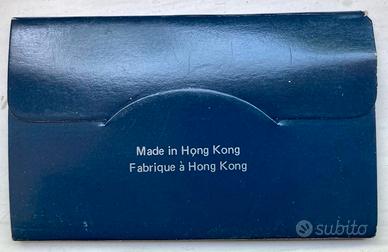 Made in Hong Kong
Fabrique à Hong Kong
subito